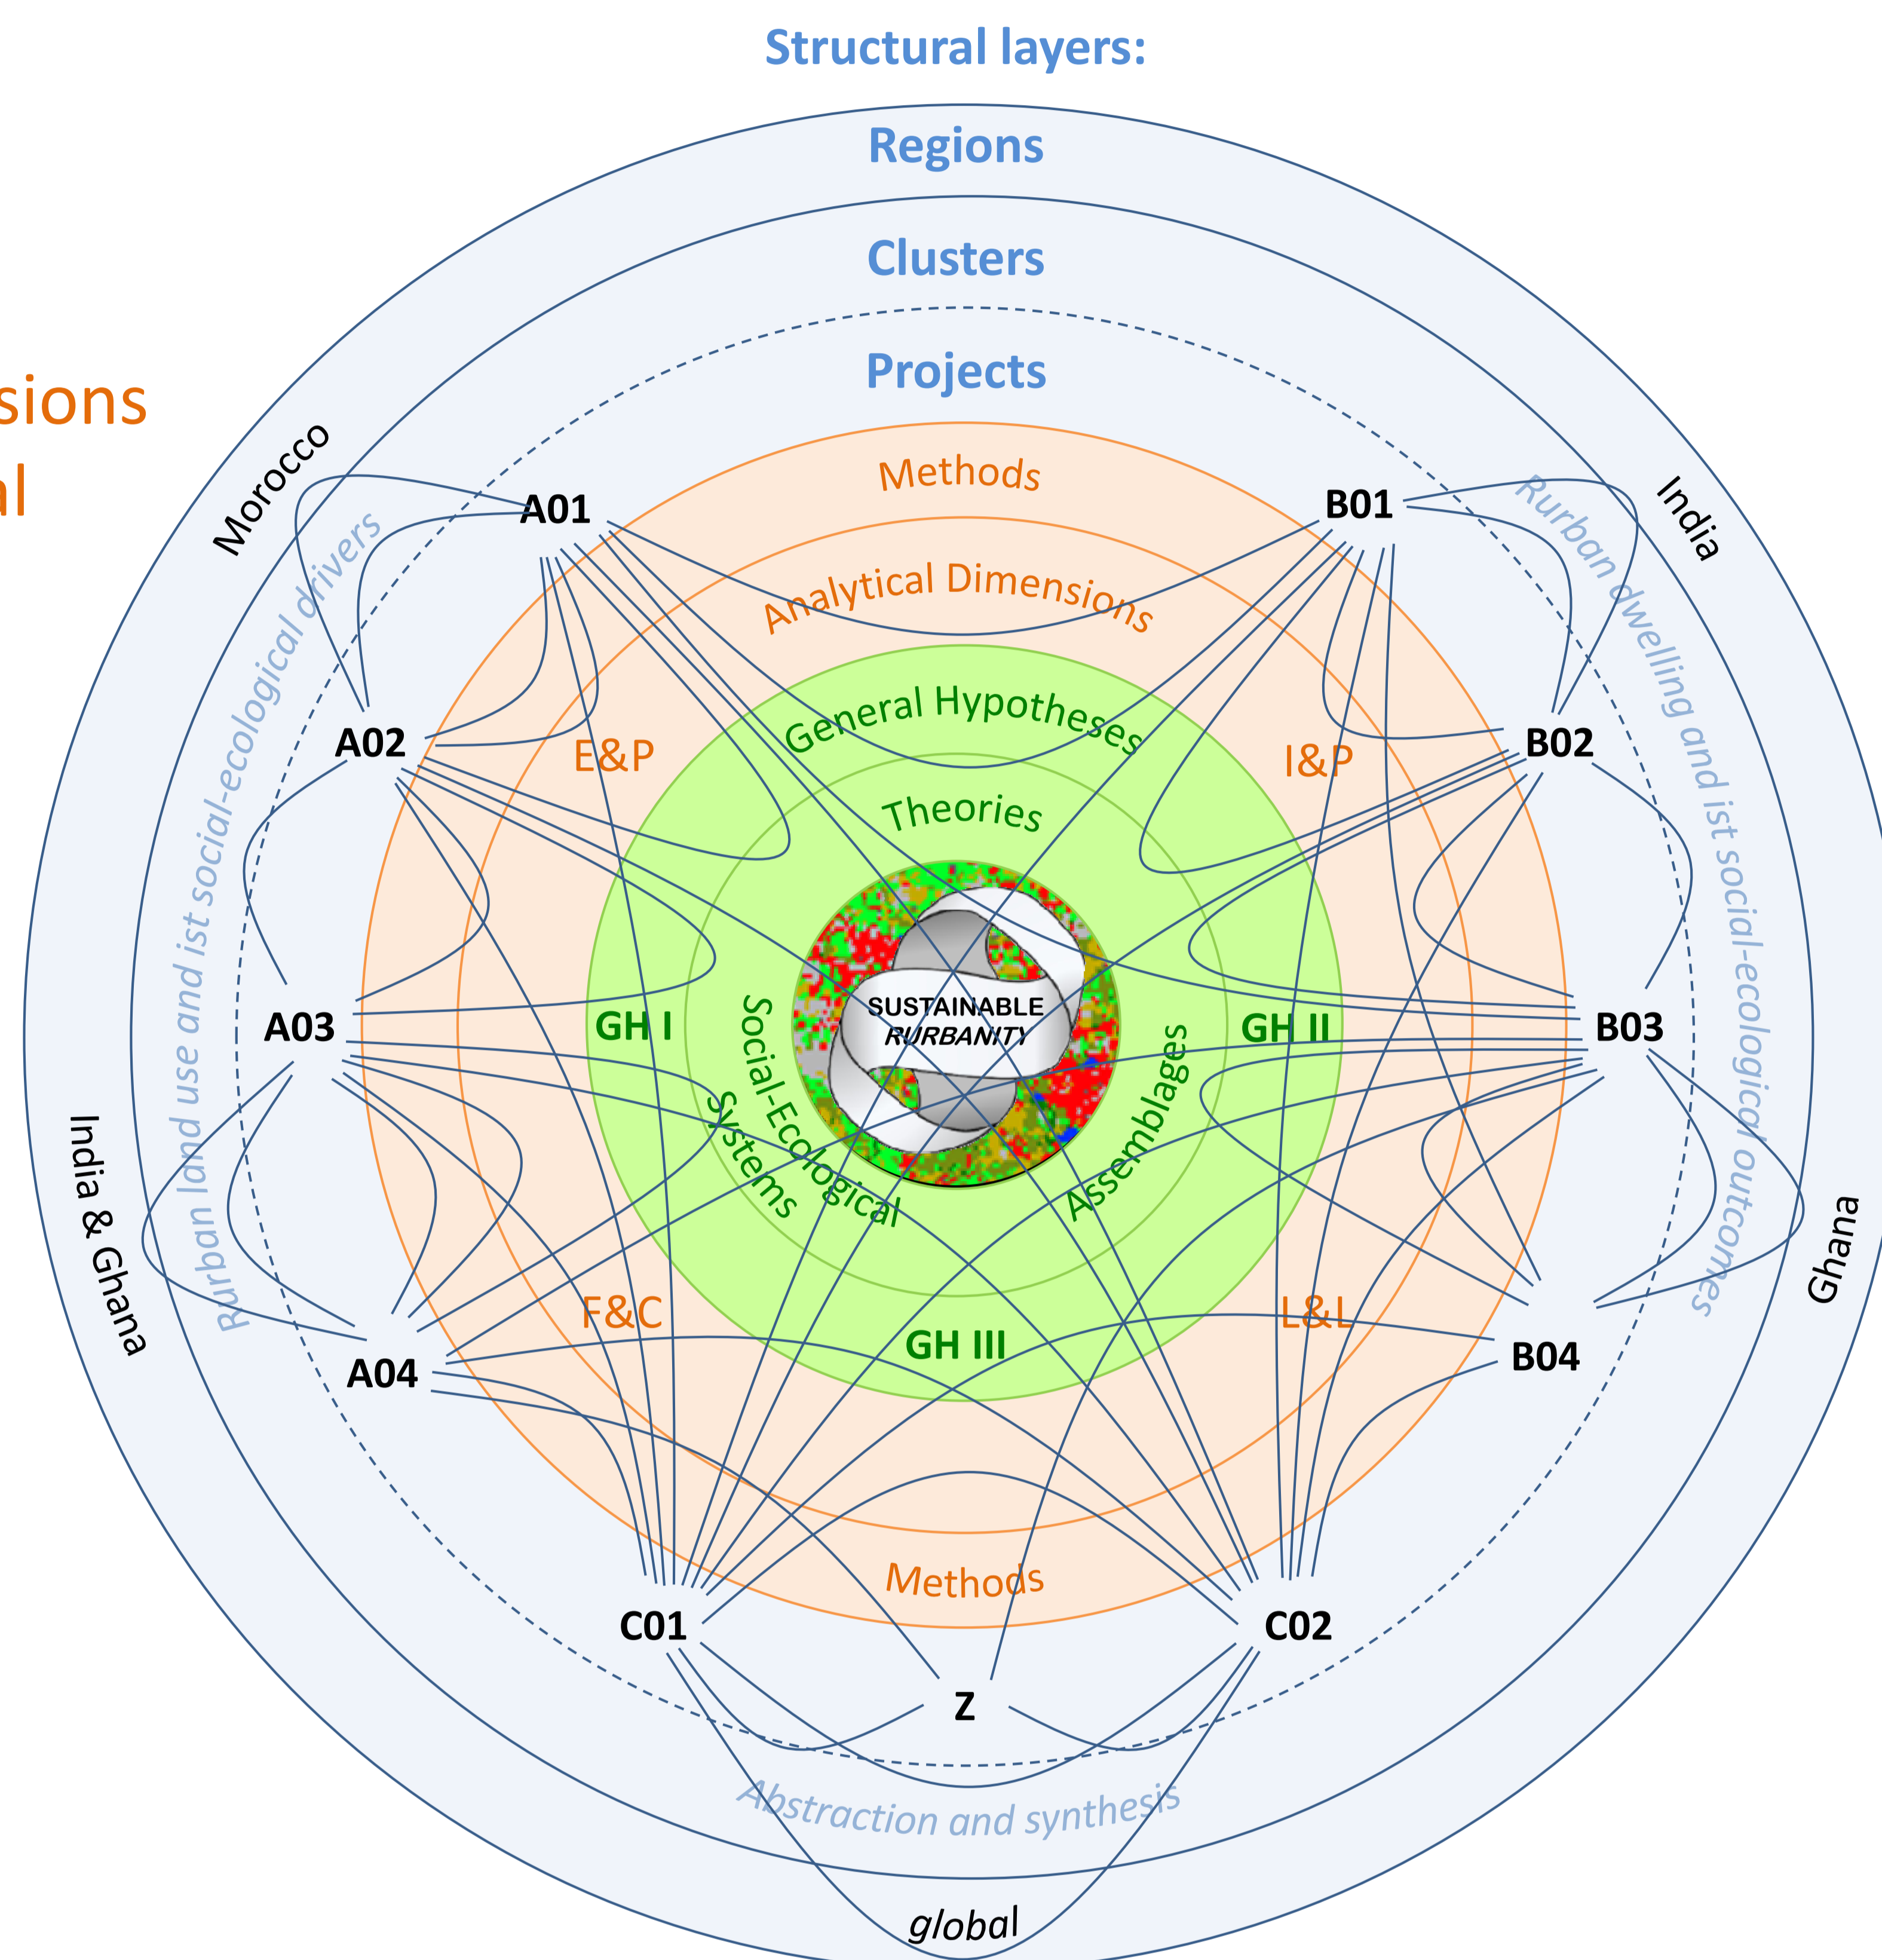 Structural layers:
Regions
Clusters
Projects
sions
al
Methods
Analytical Dimensions
General Hypotheses
Theories
Morocco
India
A01
B01
Rurban land use and ist social-ecological drivers
Rurban dwelling and ist social-ecological outcomes
A02
B02
E&P
I&P
SUSTAINABLE
RURBANITY
A03
GH I
GH II
B03
Social-Ecological
Systems
Assemblages
India & Ghana
Ghana
F&C
L&L
GH III
A04
B04
Methods
C01
C02
Z
Abstraction and synthesis
global